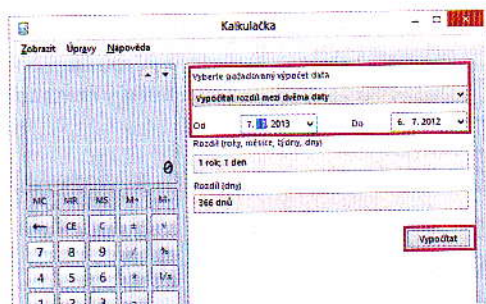 Kalkulačka
Zobrazit Úpravy Nápověda
Vyberte požadovaný výpočet data
Vypočítat rozdíl mezi dvěma daty
Od 7. 2013 Do 6. 7. 2012
Rozdíl (roky, měsíce, týdny, dny)
1 rok; 1 den
0
Rozdíl (dny)
366 dnů
MC MR MS M+ M-
← CE C ± √
Vypočítat
7 8 9 / %
4 5 6 * 1/x
1 2 3 -